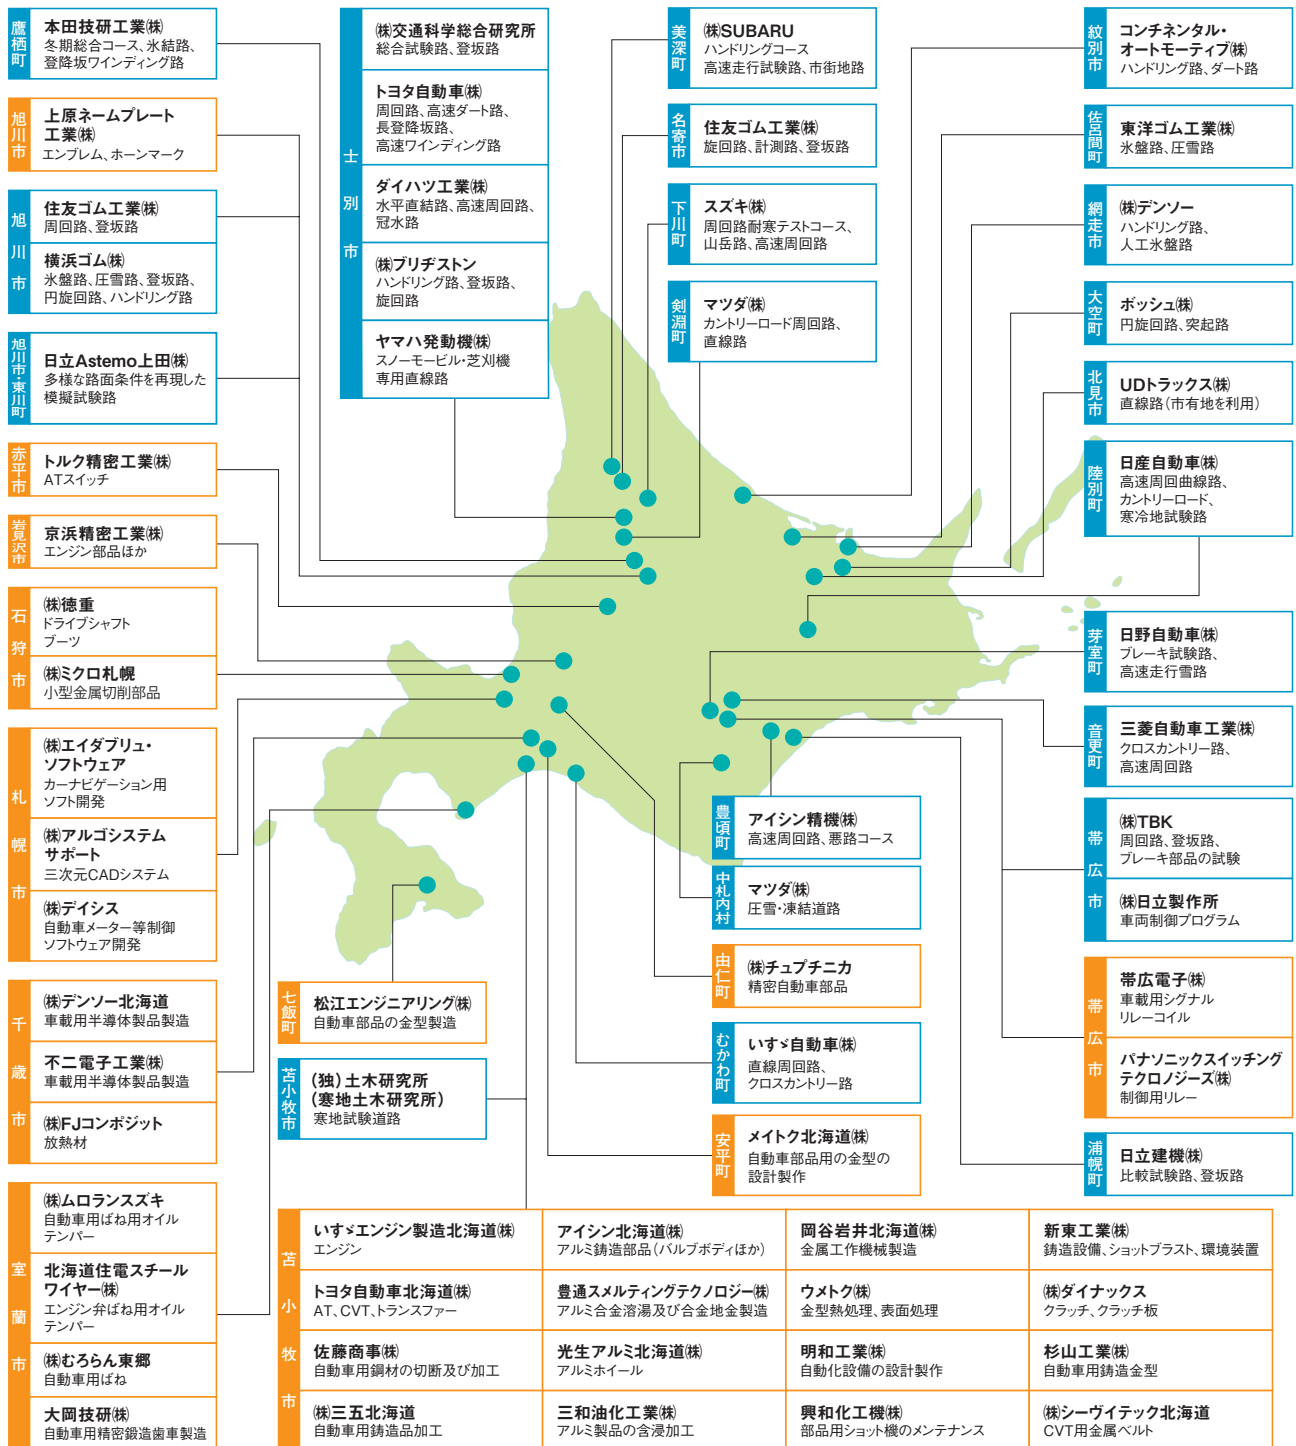 鷹栖町
本田技研工業㈱
冬期総合コース、氷結路、
登降坂ワインディング路
旭川市
上原ネームプレート
工業㈱
エンブレム、ホーンマーク
旭川市
住友ゴム工業㈱
周回路、登坂路
横浜ゴム㈱
氷盤路、圧雪路、登坂路、
円旋回路、ハンドリング路
旭川市・東川町
日立Astemo上田㈱
多様な路面条件を再現した
模擬試験路
赤平市
トルク精密工業㈱
ATスイッチ
岩見沢市
京浜精密工業㈱
エンジン部品ほか
石狩市
㈱徳重
ドライブシャフト
ブーツ
㈱ミクロ札幌
小型金属切削部品
札幌市
㈱エイダブリュ・
ソフトウェア
カーナビゲーション用
ソフト開発
㈱アルゴシステム
サポート
三次元CADシステム
㈱デイシス
自動車メーター等制御
ソフトウェア開発
千歳市
㈱デンソー北海道
車載用半導体製品製造
不二電子工業㈱
車載用半導体製品製造
㈱FJコンポジット
放熱材
室蘭市
㈱ムロランスズキ
自動車用ばね用オイル
テンパー
北海道住電スチール
ワイヤー㈱
エンジン弁ばね用オイル
テンパー
㈱むろらん東郷
自動車用ばね
大岡技研㈱
自動車用精密鍛造歯車製造
士別市
㈱交通科学総合研究所
総合試験路、登坂路
トヨタ自動車㈱
周回路、高速ダート路、
長登降坂路、
高速ワインディング路
ダイハツ工業㈱
水平直結路、高速周回路、
冠水路
㈱ブリヂストン
ハンドリング路、登坂路、
旋回路
ヤマハ発動機㈱
スノーモービル・芝刈機
専用直線路
美深町
㈱SUBARU
ハンドリングコース
高速走行試験路、市街地路
名寄市
住友ゴム工業㈱
旋回路、計測路、登坂路
下川町
スズキ㈱
周回路耐寒テストコース、
山岳路、高速周回路
剣淵町
マツダ㈱
カントリーロード周回路、
直線路
紋別市
コンチネンタル・
オートモーティブ㈱
ハンドリング路、ダート路
佐呂間町
東洋ゴム工業㈱
氷盤路、圧雪路
網走市
㈱デンソー
ハンドリング路、
人工氷盤路
大空町
ボッシュ㈱
円旋回路、突起路
北見市
UDトラックス㈱
直線路（市有地を利用）
陸別町
日産自動車㈱
高速周回曲線路、
カントリーロード、
寒冷地試験路
芽室町
日野自動車㈱
ブレーキ試験路、
高速走行雪路
音更町
三菱自動車工業㈱
クロスカントリー路、
高速周回路
帯広市
㈱TBK
周回路、登坂路、
ブレーキ部品の試験
㈱日立製作所
車両制御プログラム
帯広市
帯広電子㈱
車載用シグナル
リレーコイル
パナソニックスイッチング
テクロノジーズ㈱
制御用リレー
浦幌町
日立建機㈱
比較試験路、登坂路
豊頃町
アイシン精機㈱
高速周回路、悪路コース
中札内村
マツダ㈱
圧雪・凍結道路
由仁町
㈱チュプチニカ
精密自動車部品
むかわ町
いすゞ自動車㈱
直線周回路、
クロスカントリー路
安平町
メイトク北海道㈱
自動車部品用の金型の
設計製作
七飯町
松江エンジニアリング㈱
自動車部品の金型製造
苫小牧市
（独）土木研究所
（寒地土木研究所）
寒地試験道路
苫小牧市
いすゞエンジン製造北海道㈱
エンジン
アイシン北海道㈱
アルミ鋳造部品（バルブボディほか）
岡谷岩井北海道㈱
金属工作機械製造
新東工業㈱
鋳造設備、ショットブラスト、環境装置
トヨタ自動車北海道㈱
AT、CVT、トランスファー
豊通スメルティングテクノロジー㈱
アルミ合金溶湯及び合金地金製造
ウメトク㈱
金型熱処理、表面処理
㈱ダイナックス
クラッチ、クラッチ板
佐藤商事㈱
自動車用鋼材の切断及び加工
光生アルミ北海道㈱
アルミホイール
明和工業㈱
自動化設備の設計製作
杉山工業㈱
自動車用鋳造金型
㈱三五北海道
自動車用鋳造品加工
三和油化工業㈱
アルミ製品の含浸加工
興和化工機㈱
部品用ショット機のメンテナンス
㈱シーヴイテック北海道
CVT用金属ベルト